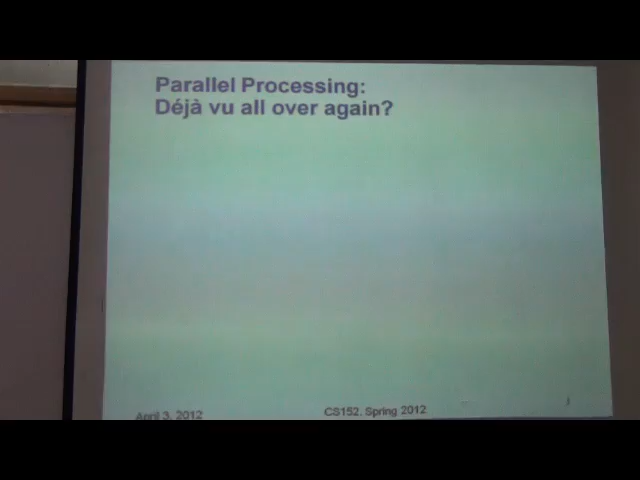 Parallel Processing:
Déjà vu all over again?
April 3, 2012
CS152, Spring 2012